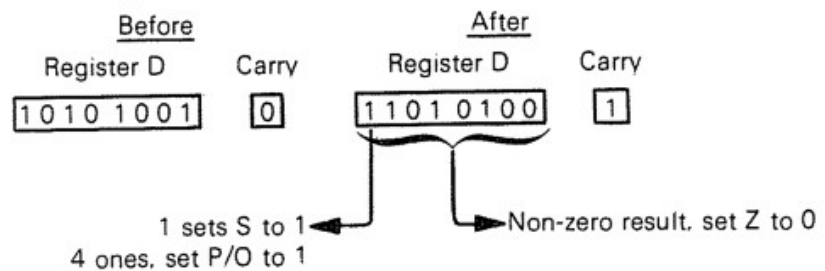 Before After
Register D Carry Register D Carry
1010 1001 0 1101 0100 1
1 sets S to 1 Non-zero result, set Z to 0
4 ones, set P/O to 1